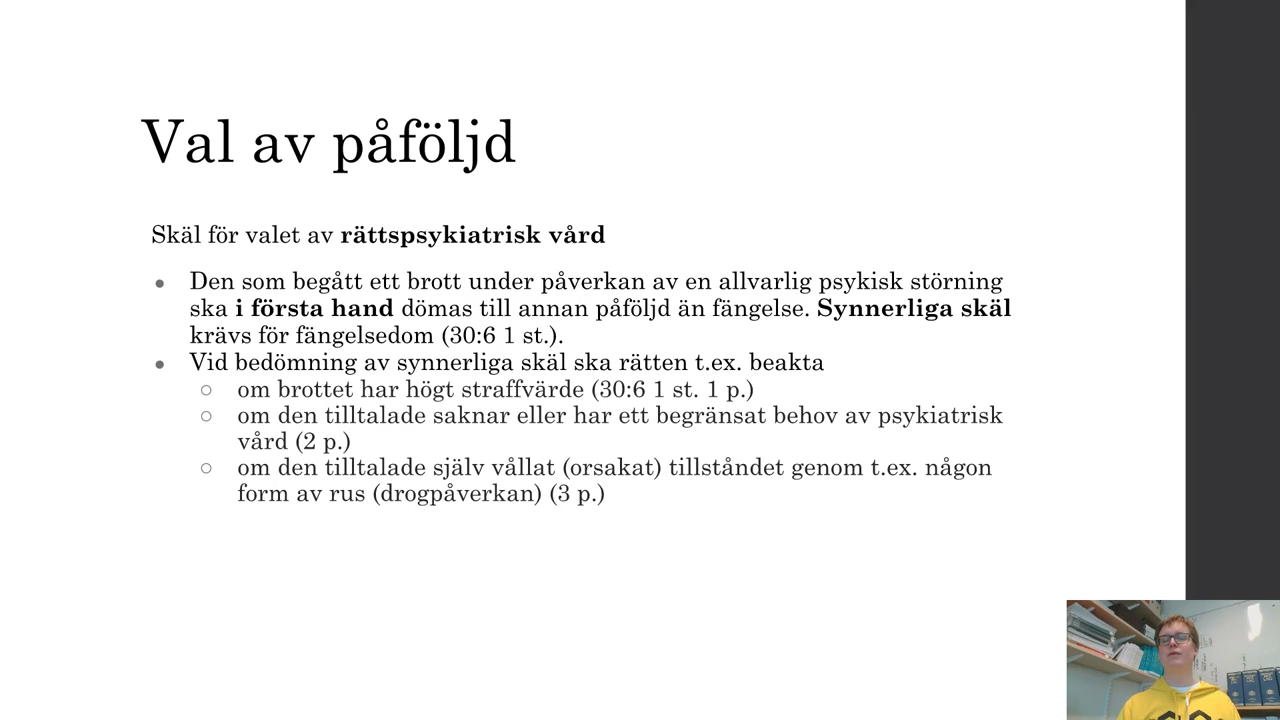 Val av påföljd
Skäl för valet av rättspsykiatrisk vård
● Den som begått ett brott under påverkan av en allvarlig psykisk störning
ska i första hand dömas till annan påföljd än fängelse. Synnerliga skäl
krävs för fängelsedom (30:6 1 st.).
● Vid bedömning av synnerliga skäl ska rätten t.ex. beakta
○ om brottet har högt straffvärde (30:6 1 st. 1 p.)
○ om den tilltalade saknar eller har ett begränsat behov av psykiatrisk
vård (2 p.)
○ om den tilltalade själv vållat (orsakat) tillståndet genom t.ex. någon
form av rus (drogpåverkan) (3 p.)